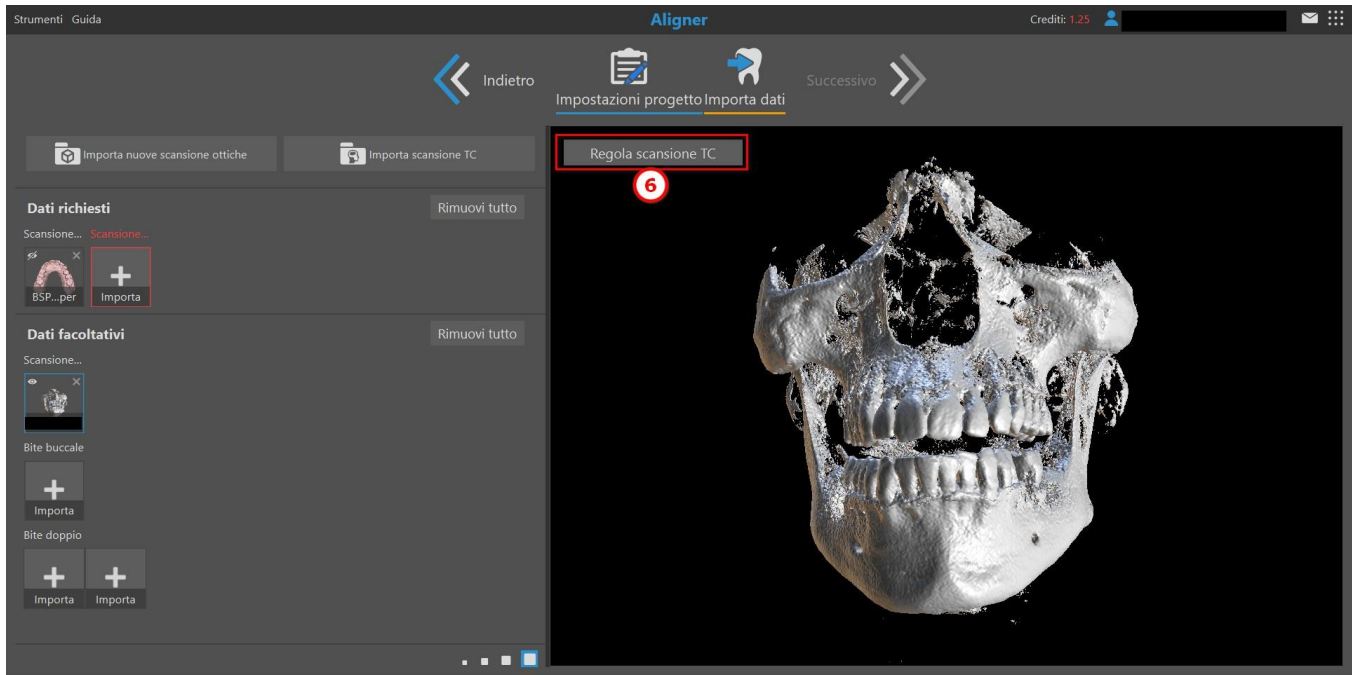 Strumenti Guida
Aligner
Crediti: 1.25
Indietro
Impostazioni progetto
Importa dati
Successivo
Importa nuove scansione ottiche
Importa scansione TC
Regola scansione TC
6
Dati richiesti
Rimuovi tutto
Scansione... Scansione...
BSP...per
Importa
Dati facoltativi
Rimuovi tutto
Scansione...
Bite buccale
Importa
Bite doppio
Importa Importa